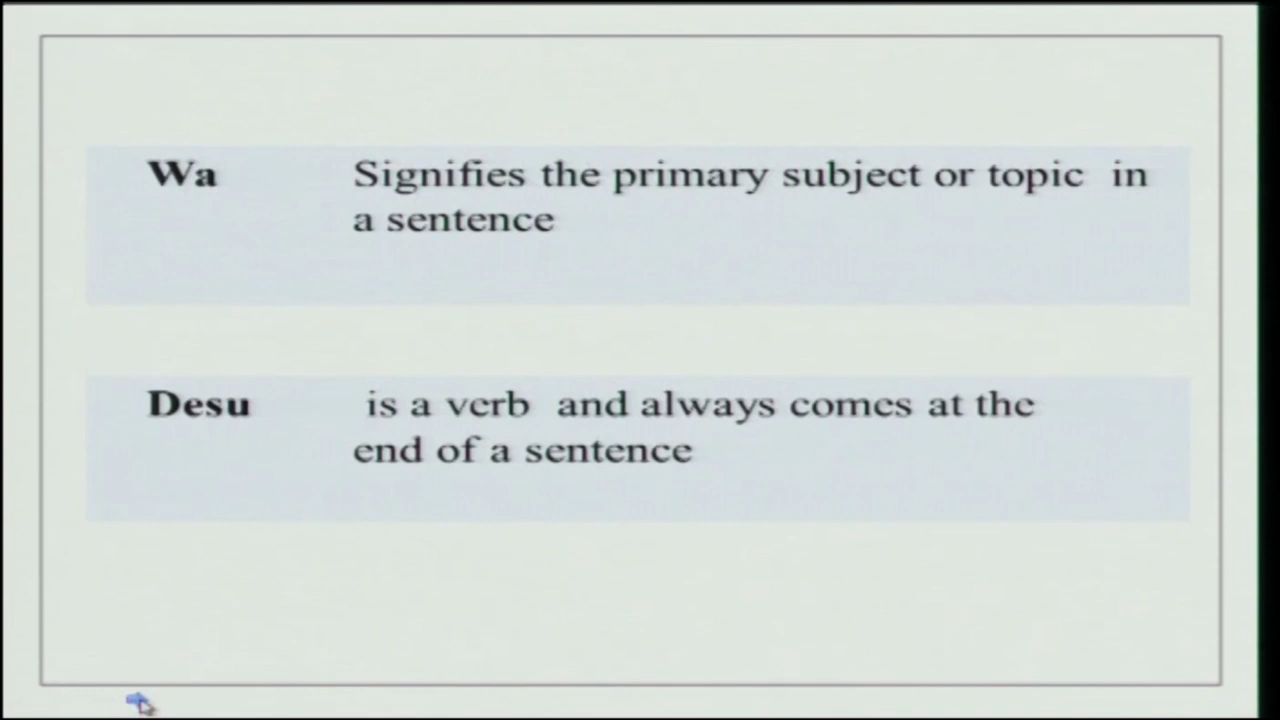 Wa Signifies the primary subject or topic in
a sentence
Desu is a verb and always comes at the
end of a sentence